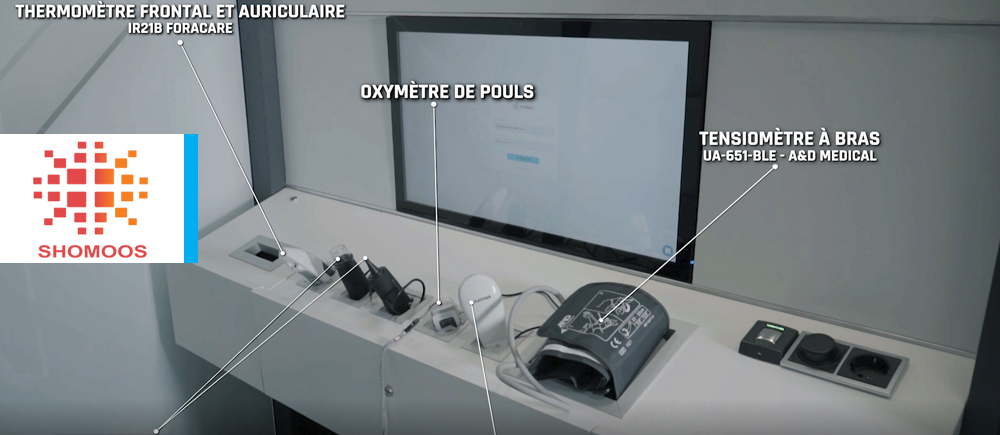 THERMOMÈTRE FRONTAL ET AURICULAIRE
IR21B FORACARE
OXYMÈTRE DE POULS
TENSIOMÈTRE À BRAS
UA-651-BLE - A&D MEDICAL
SHOMOOS